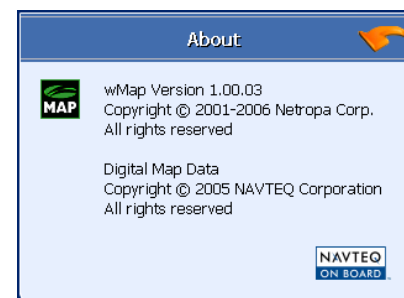 About
MAP
wMap Version 1.00.03
Copyright © 2001-2006 Netropa Corp.
All rights reserved
Digital Map Data
Copyright © 2005 NAVTEQ Corporation
All rights reserved
NAVTEQ
ON BOARD